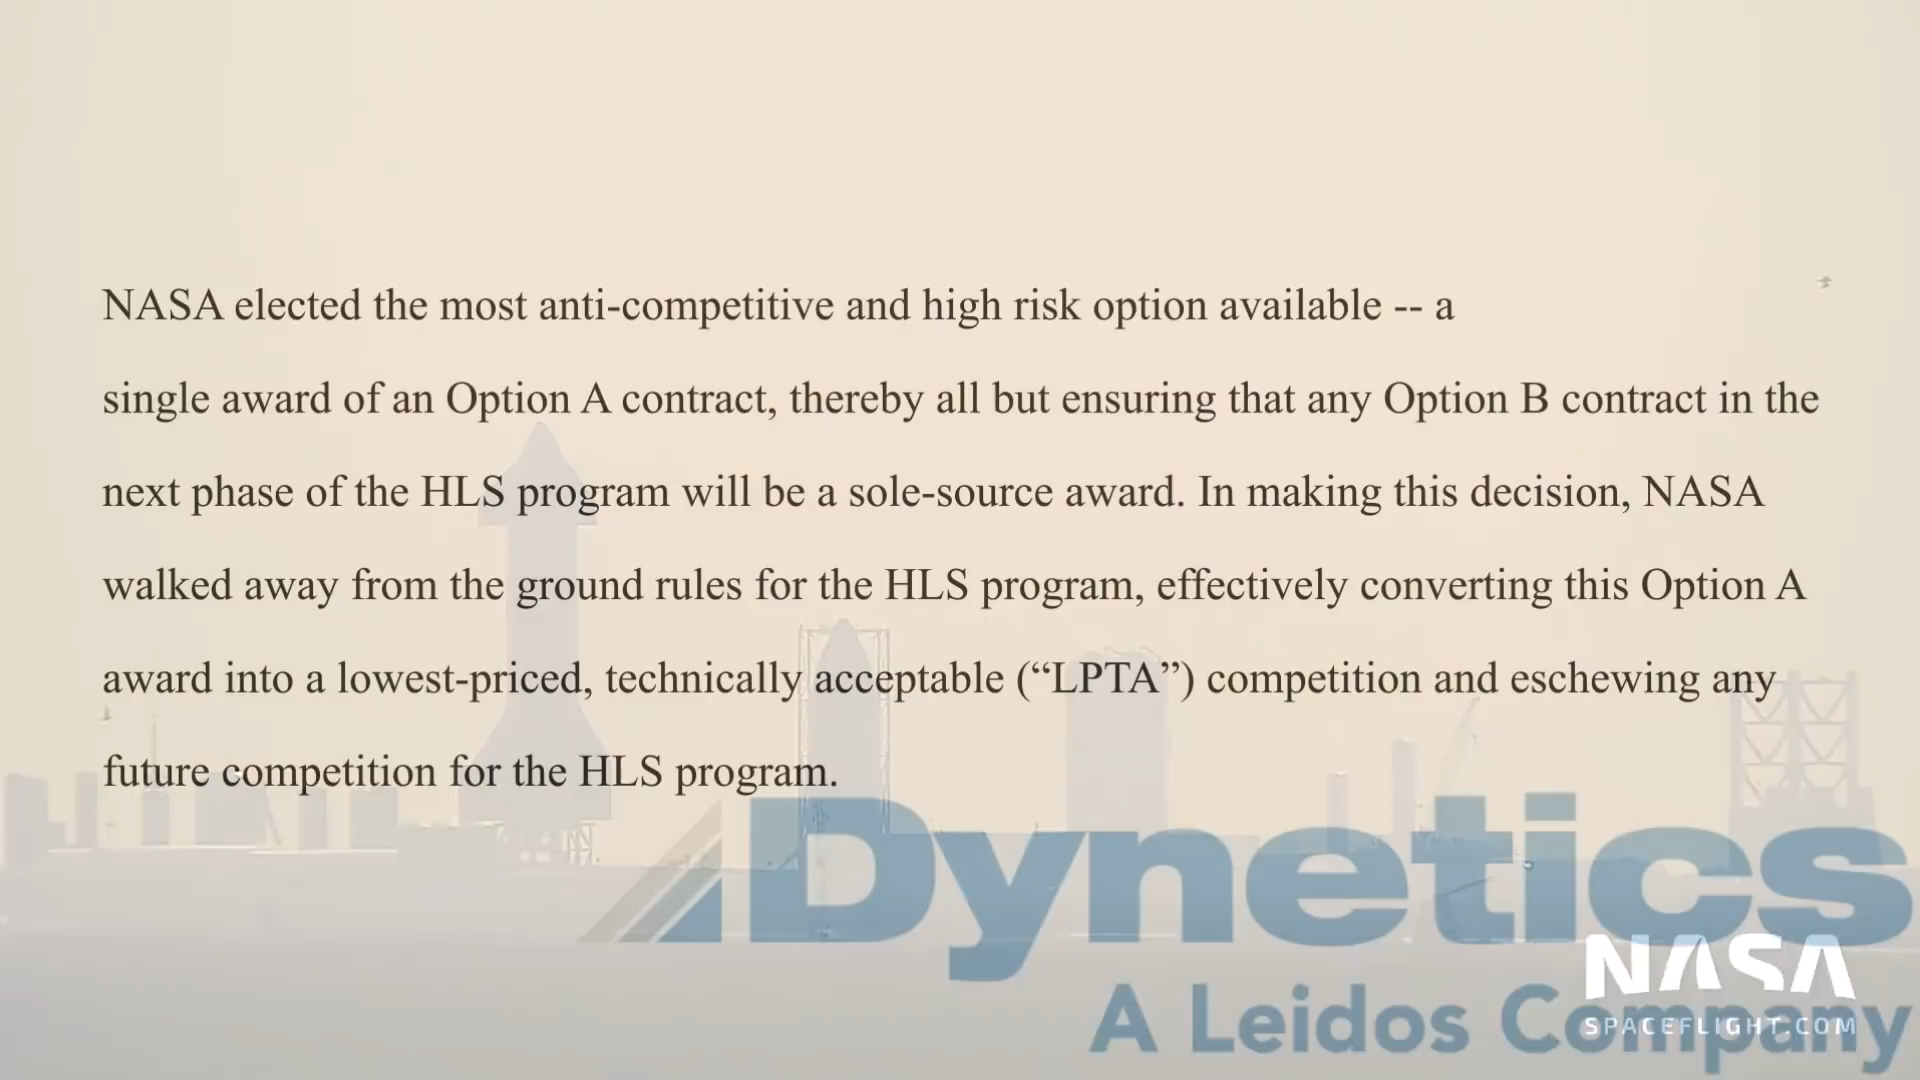 NASA elected the most anti-competitive and high risk option available -- a
single award of an Option A contract, thereby all but ensuring that any Option B contract in the
next phase of the HLS program will be a sole-source award. In making this decision, NASA
walked away from the ground rules for the HLS program, effectively converting this Option A
award into a lowest-priced, technically acceptable (“LPTA”) competition and eschewing any
future competition for the HLS program.
Dynetics
A Leidos Company
NASA
SPACEFLIGHT.COM